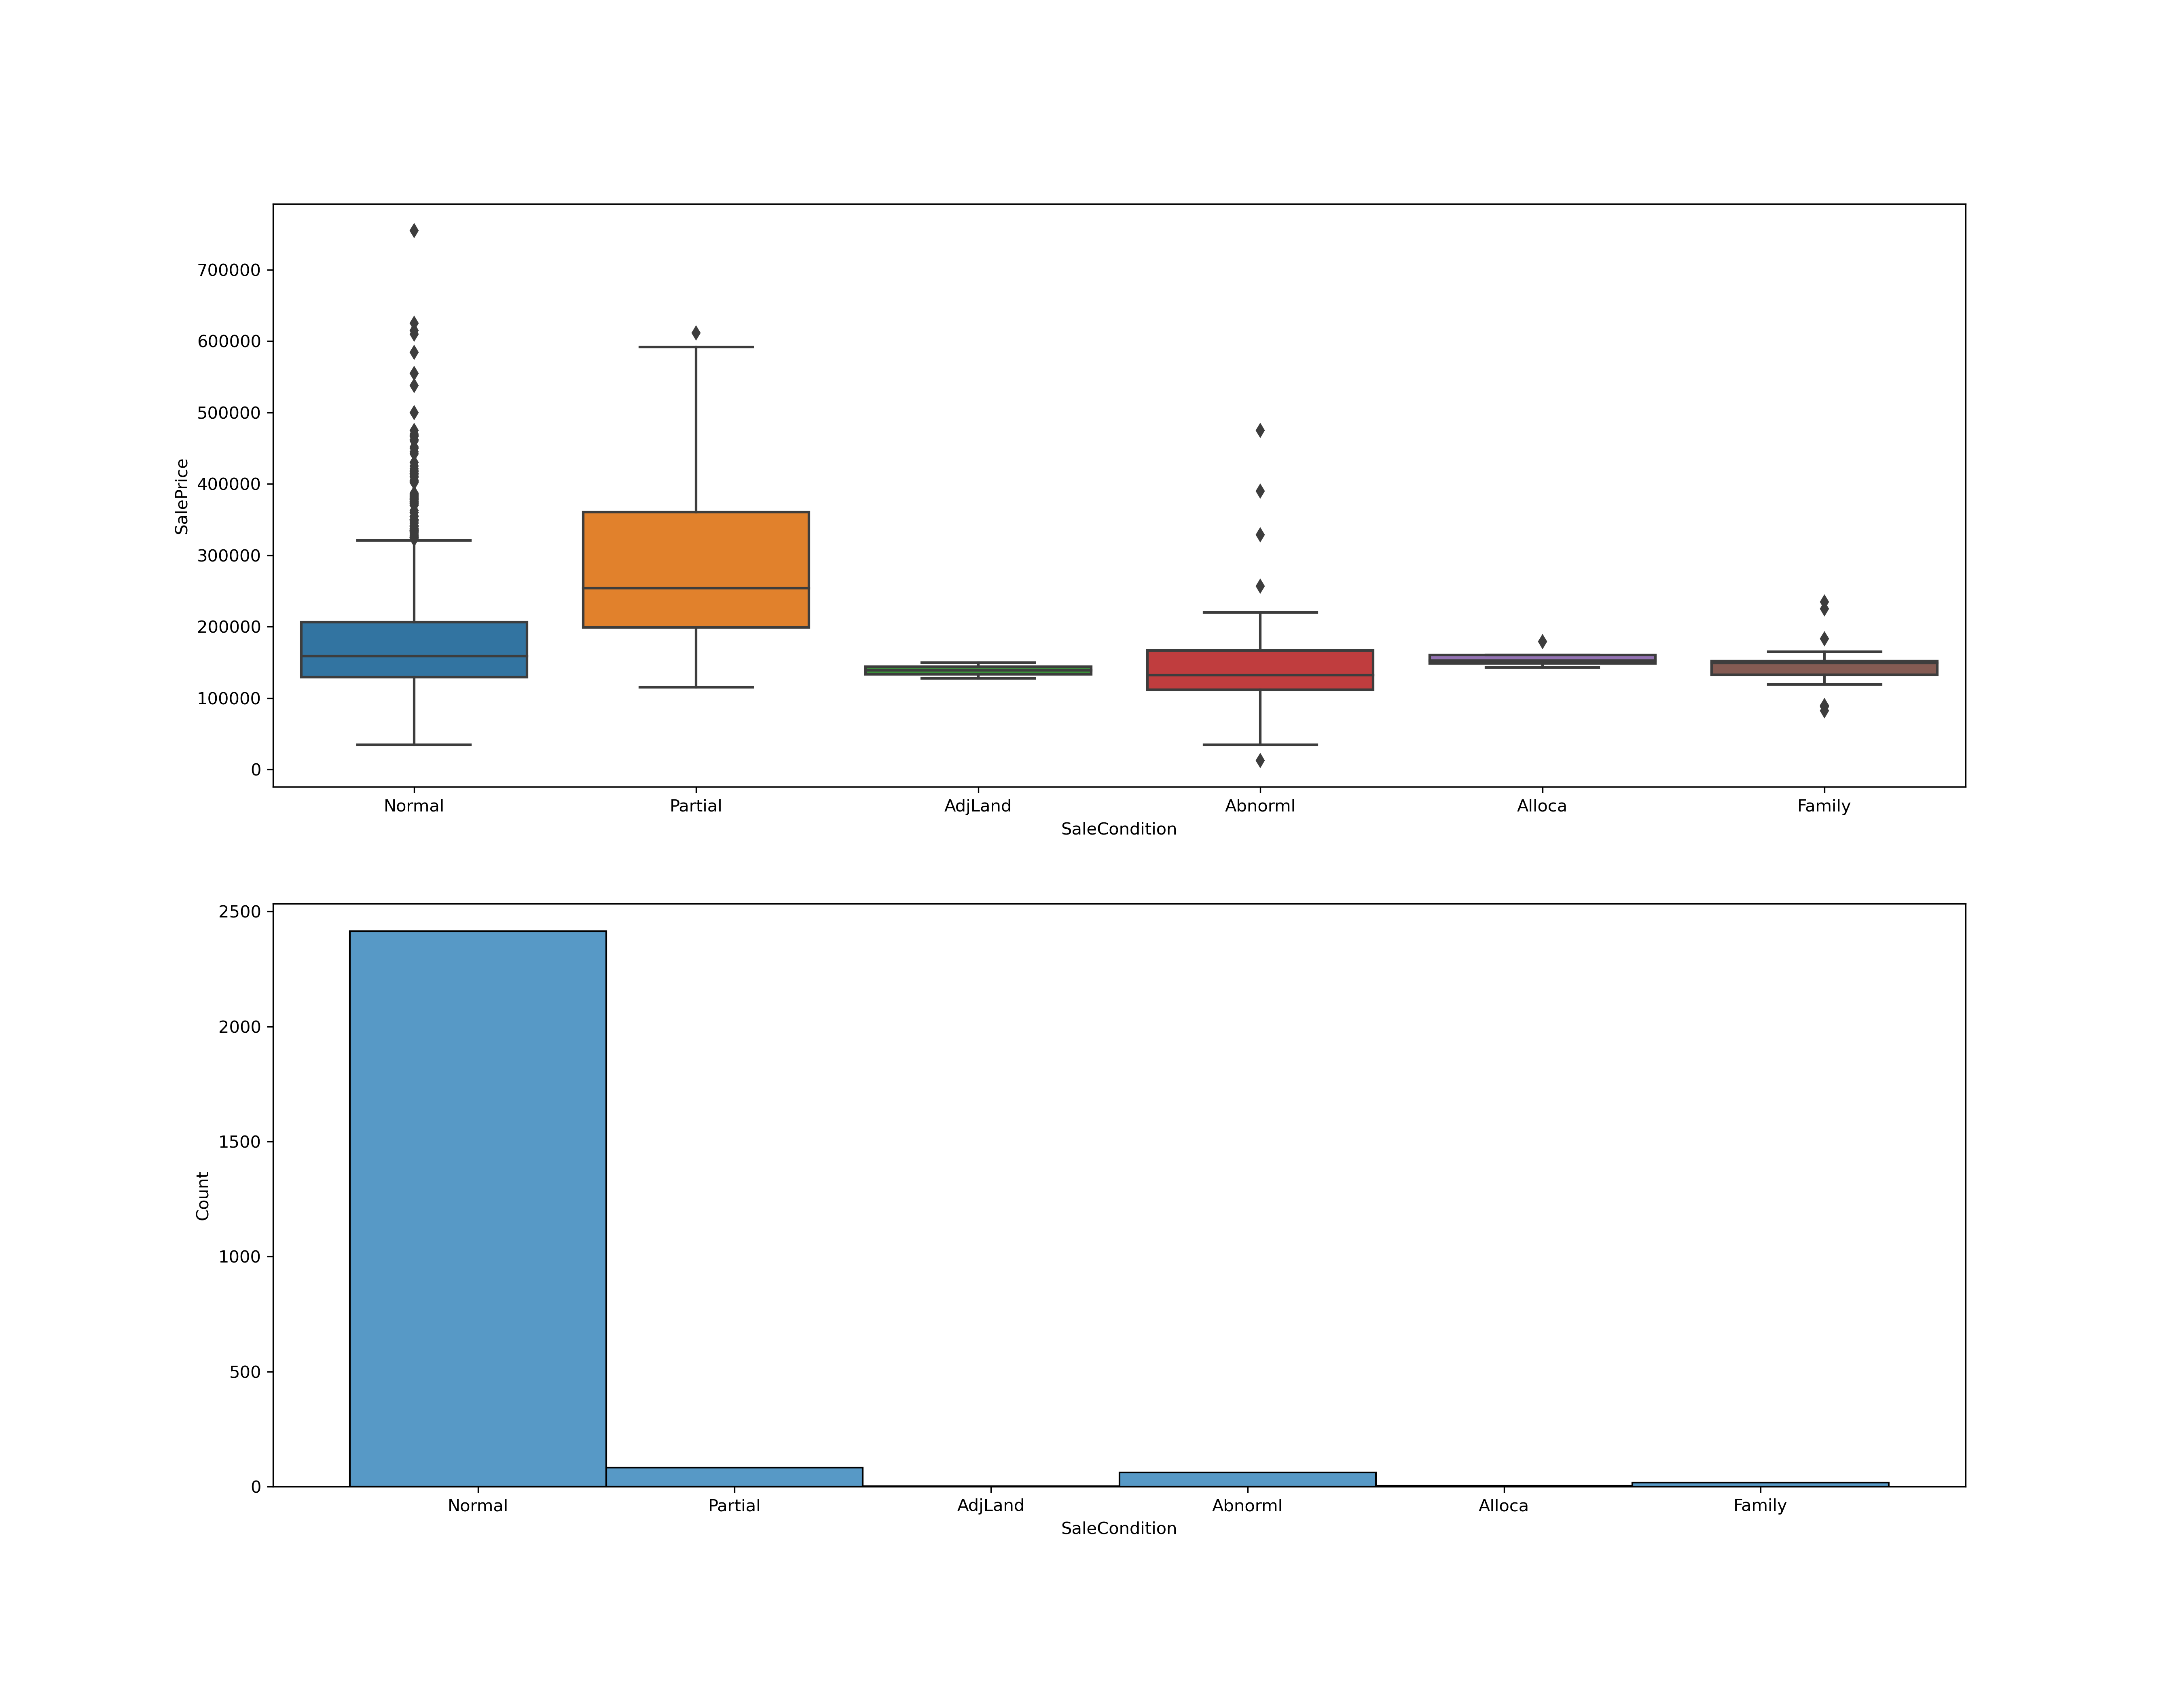 700000
600000
500000
400000
300000
200000
100000
0
SalePrice
Normal Partial AdjLand Abnorml Alloca Family
SaleCondition
2500
2000
1500
1000
500
0
Count
Normal Partial AdjLand Abnorml Alloca Family
SaleCondition